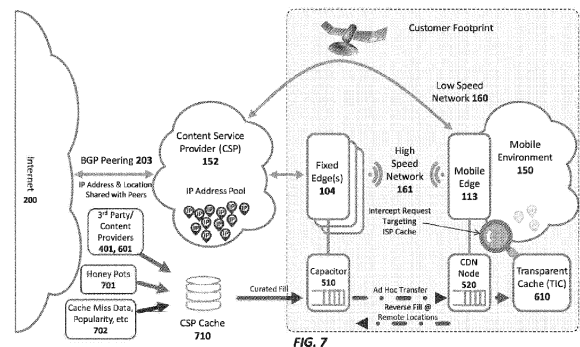 Customer Footprint
Low Speed
Network 160
Internet
200
BGP Peering 203
IP Address & Location
Shared with Peers
Content Service
Provider (CSP)
152
IP Address Pool
IP IP IP IP
Fixed
Edge(s)
104
High
Speed
Network
161
Mobile
Edge
113
Mobile
Environment
150
Intercept Request
Targeting
ISP Cache
3rd Party/
Content
Providers
401, 601
Honey Pots
701
Cache Miss Data,
Popularity, etc
702
CSP Cache
710
Curated Fill
Capacitor
510
Ad Hoc Transfer
Reverse Fill @
Remote Locations
CDN
Node
520
Transparent
Cache (TIC)
610
FIG. 7